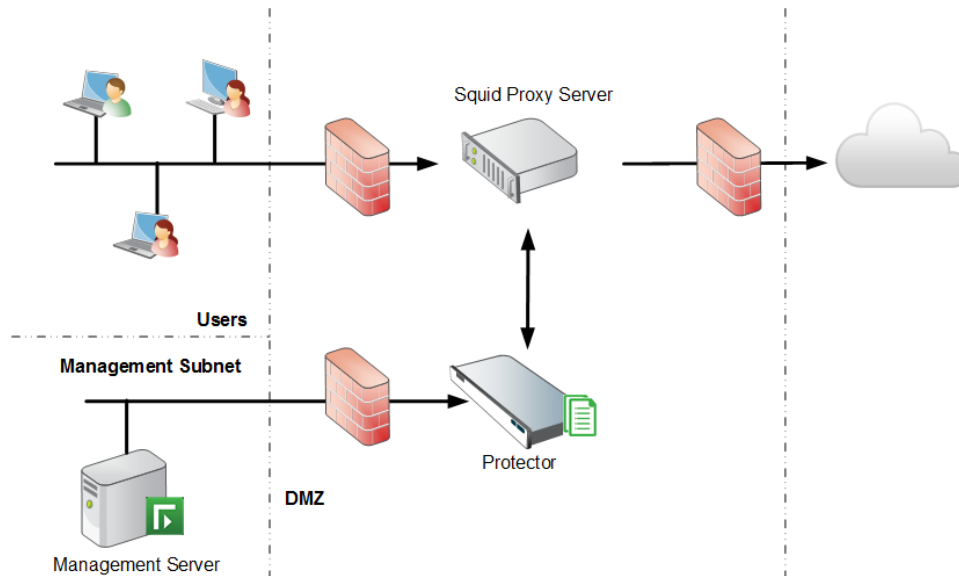 Squid Proxy Server
Users
Management Subnet
Protector
DMZ
Management Server